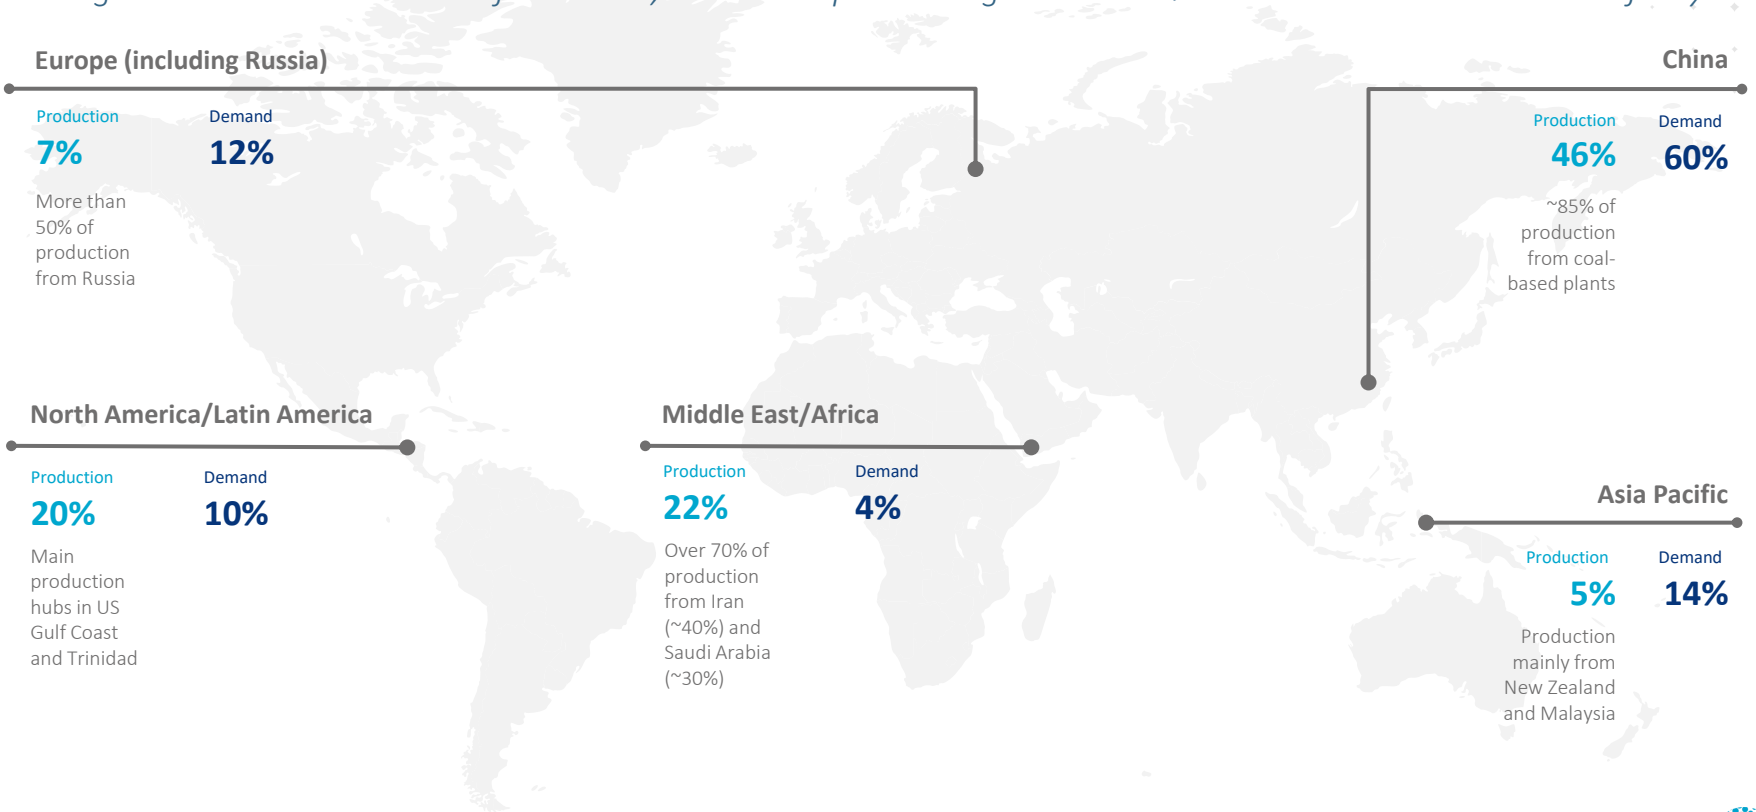 Europe (including Russia)
Production
Demand
7%
12%
More than
50% of
production
from Russia
China
Production
Demand
46%
60%
~85% of
production
from coal-
based plants
North America/Latin America
Production
Demand
20%
10%
Main
production
hubs in US
Gulf Coast
and Trinidad
Middle East/Africa
Production
Demand
22%
4%
Over 70% of
production
from Iran
(~40%) and
Saudi Arabia
(~30%)
Asia Pacific
Production
Demand
5%
14%
Production
mainly from
New Zealand
and Malaysia